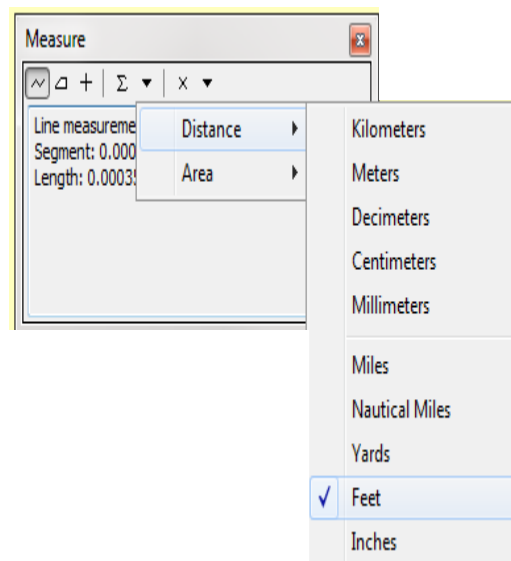 Measure
Σ
Line measureme
Segment: 0.000
Length: 0.0003
Distance
Area
Kilometers
Meters
Decimeters
Centimeters
Millimeters
Miles
Nautical Miles
Yards
Feet
Inches